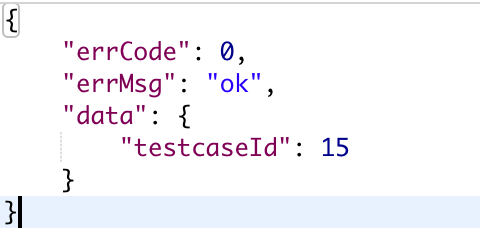 {
    "errCode": 0,
    "errMsg": "ok",
    "data": {
        "testcaseId": 15
    }
}